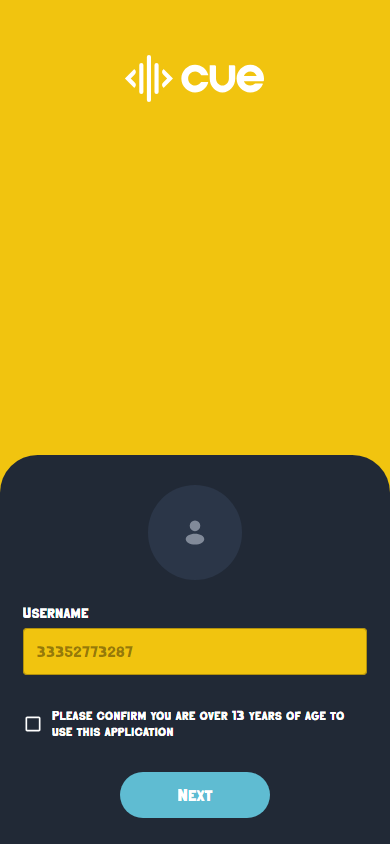 cue
Username
33352773287
Please confirm you are over 13 years of age to
use this application
Next